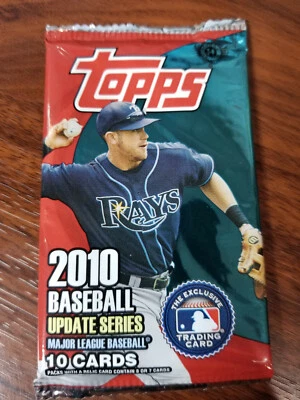 topps
RAYS
2010
BASEBALL
UPDATE SERIES
MAJOR LEAGUE BASEBALL®
10 CARDS
PACKS WITH A RELIC CARD CONTAIN 6 OR 7 CARDS
THE EXCLUSIVE
TRADING
CARD